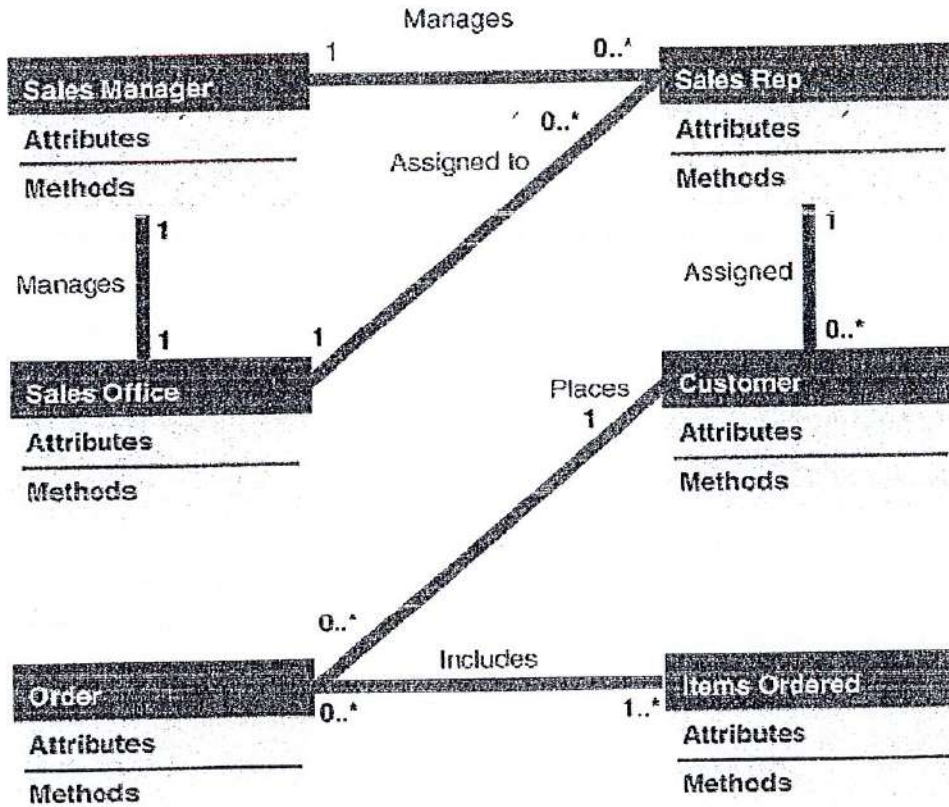 Manages
1
0..*
Sales Manager
Sales Rep
Attributes
0..*
Attributes
Assigned to
Methods
Methods
1
1
Manages
Assigned
1
1
0..*
Sales Office
Places
Customer
Attributes
1
Attributes
Methods
Methods
0..*
Includes
Order
Items Ordered
0..*
1..*
Attributes
Attributes
Methods
Methods